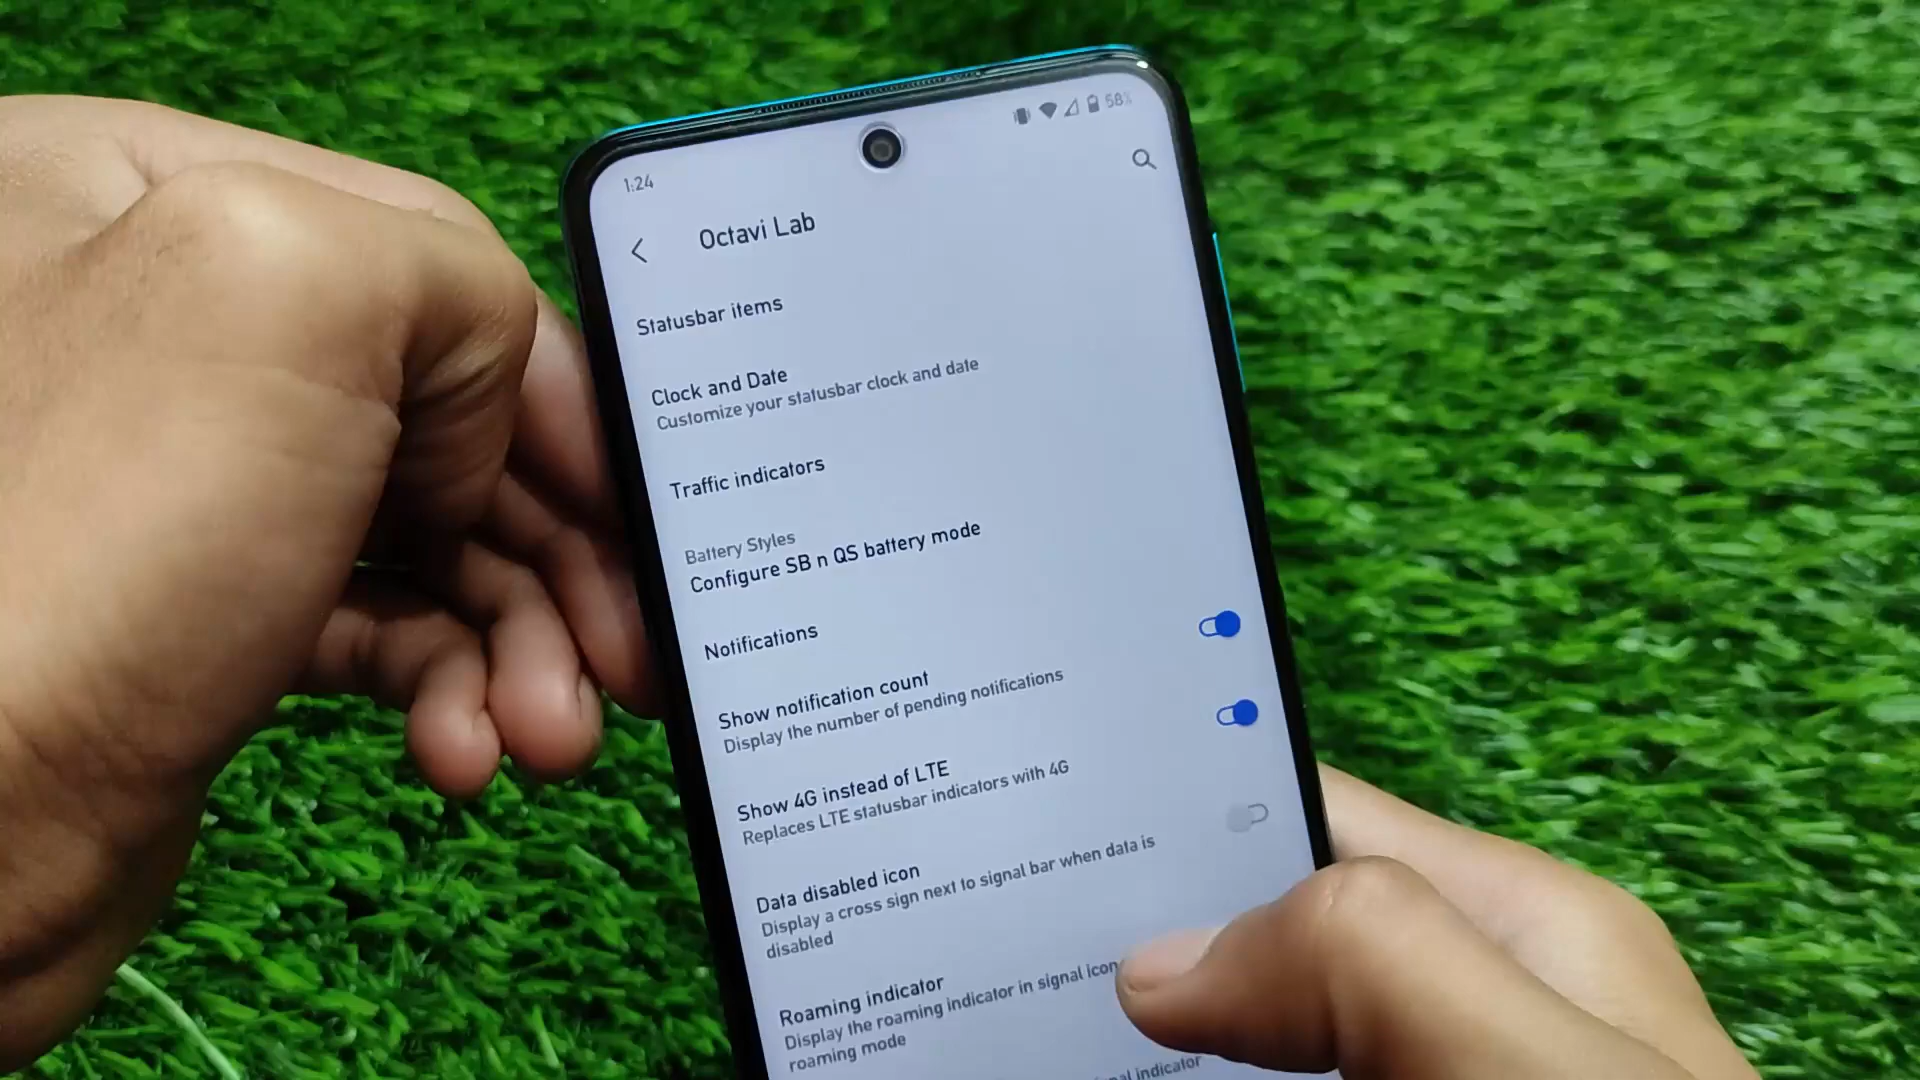 58%
1:24
Octavi Lab
Statusbar items
Clock and Date
Customize your statusbar clock and date
Traffic indicators
Battery Styles
Configure SB n QS battery mode
Notifications
Show notification count
Display the number of pending notifications
Show 4G instead of LTE
Replaces LTE statusbar indicators with 4G
Data disabled icon
Display a cross sign next to signal bar when data is
disabled
Roaming indicator
Display the roaming indicator in signal icon
roaming mode
indicator